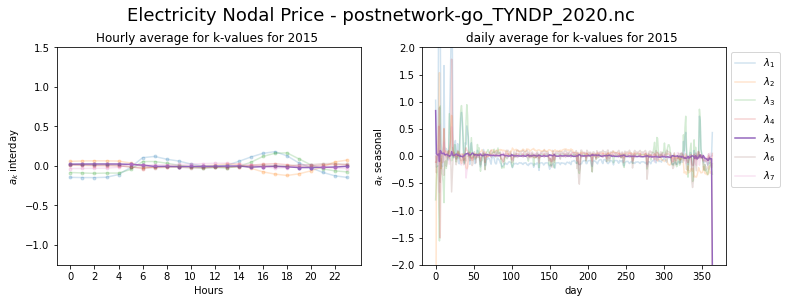 Electricity Nodal Price - postnetwork-go_TYNDP_2020.nc
Hourly average for k-values for 2015
daily average for k-values for 2015
1.5
1.0
0.5
0.0
−0.5
−1.0
a_k interday
0 2 4 6 8 10 12 14 16 18 20 22
Hours
2.0
1.5
1.0
0.5
0.0
−0.5
−1.0
−1.5
−2.0
a_k seasonal
0 50 100 150 200 250 300 350
day
λ₁
λ₂
λ₃
λ₄
λ₅
λ₆
λ₇